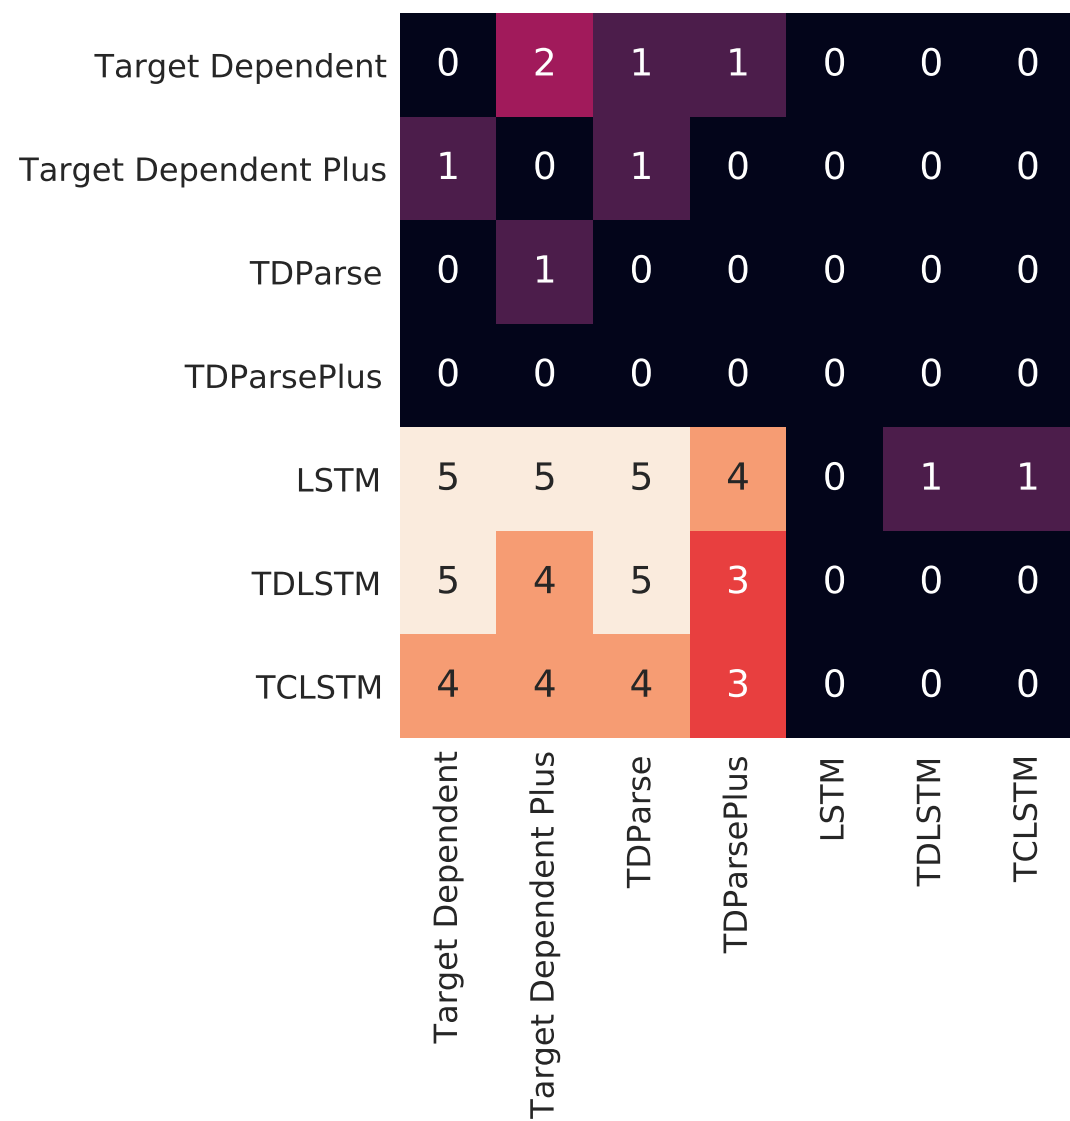 Target Dependent 0 2 1 1 0 0 0
Target Dependent Plus 1 0 1 0 0 0 0
TDParse 0 1 0 0 0 0 0
TDParsePlus 0 0 0 0 0 0 0
LSTM 5 5 5 4 0 1 1
TDLSTM 5 4 5 3 0 0 0
TCLSTM 4 4 4 3 0 0 0
Target Dependent
Target Dependent Plus
TDParse
TDParsePlus
LSTM
TDLSTM
TCLSTM